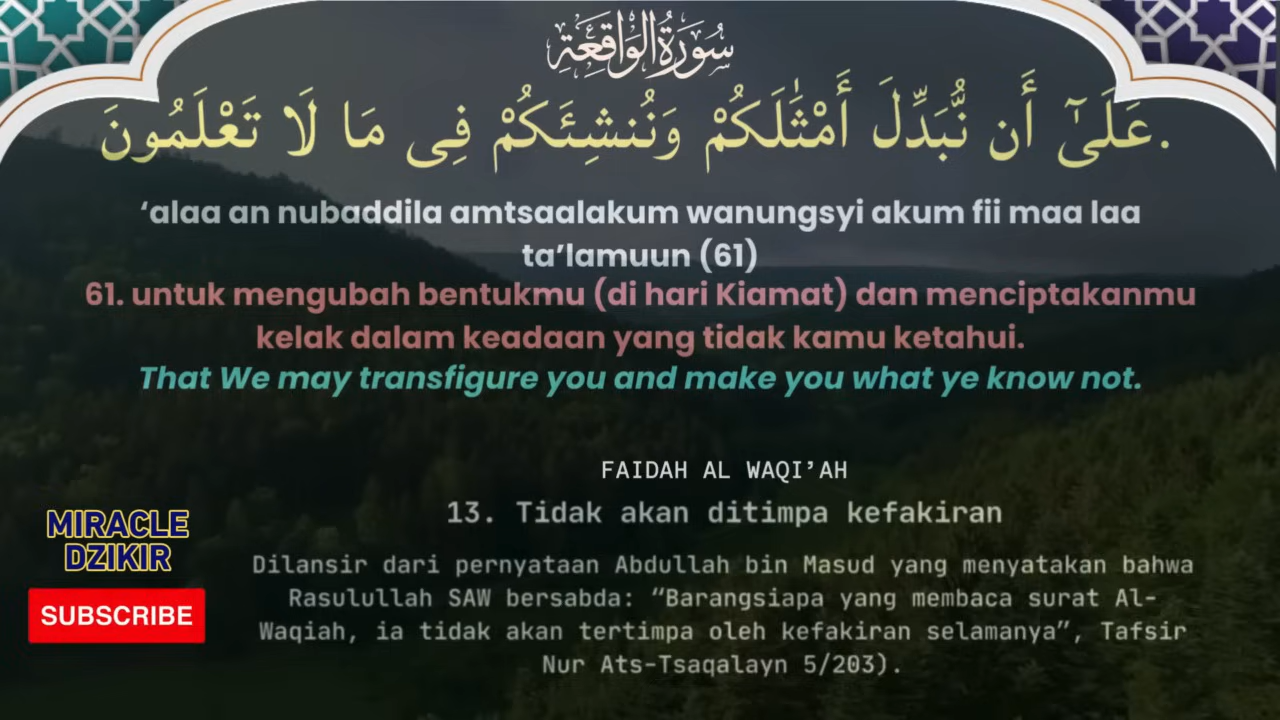 سُورَةُ الْوَاقِعَةِ
عَلَىٰٓ أَن نُّبَدِّلَ أَمْثَٰلَكُمْ وَنُنشِئَكُمْ فِى مَا لَا تَعْلَمُونَ.
‘alaa an nubaddila amtsaalakum wanungsyi akum fii maa laa
ta’lamuun (61)
61. untuk mengubah bentukmu (di hari Kiamat) dan menciptakanmu
kelak dalam keadaan yang tidak kamu ketahui.
That We may transfigure you and make you what ye know not.
FAIDAH AL WAQI’AH
13. Tidak akan ditimpa kefakiran
Dilansir dari pernyataan Abdullah bin Masud yang menyatakan bahwa
Rasulullah SAW bersabda: “Barangsiapa yang membaca surat Al-
Waqiah, ia tidak akan tertimpa oleh kefakiran selamanya”, Tafsir
Nur Ats-Tsaqalayn 5/203).
MIRACLE
DZIKIR
SUBSCRIBE